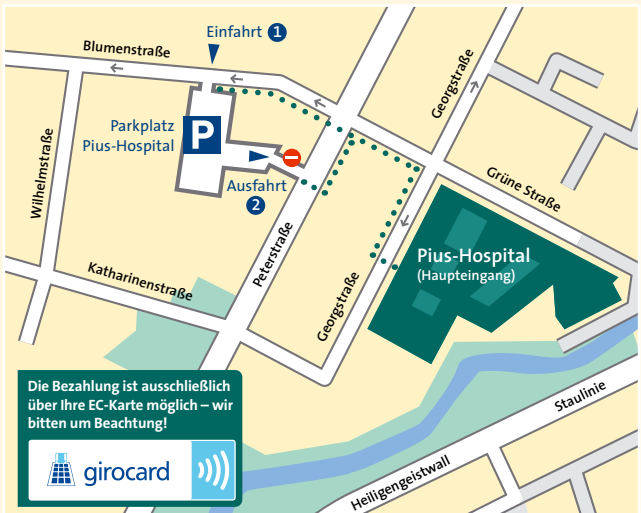 Einfahrt 1
Blumenstraße
Georgstraße
Parkplatz
Pius-Hospital
P
Wilhelmstraße
Ausfahrt
2
Grüne Straße
Peterstraße
Pius-Hospital
(Haupteingang)
Katharinenstraße
Georgstraße
Die Bezahlung ist ausschließlich
über Ihre EC-Karte möglich – wir
bitten um Beachtung!
girocard
Staulinie
Heiligengeistwall